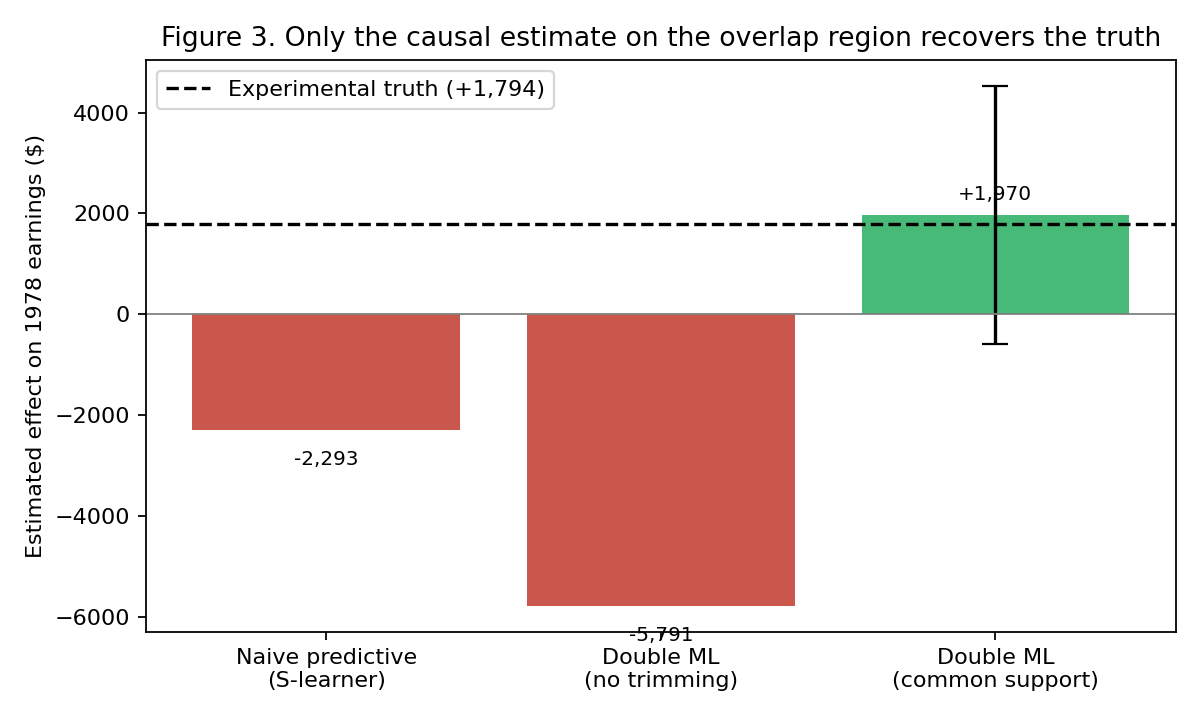 Figure 3. Only the causal estimate on the overlap region recovers the truth
Experimental truth (+1,794)
Estimated effect on 1978 earnings ($)
4000
2000
0
−2000
−4000
−6000
+1,970
-2,293
-5,791
Naive predictive
(S-learner)
Double ML
(no trimming)
Double ML
(common support)